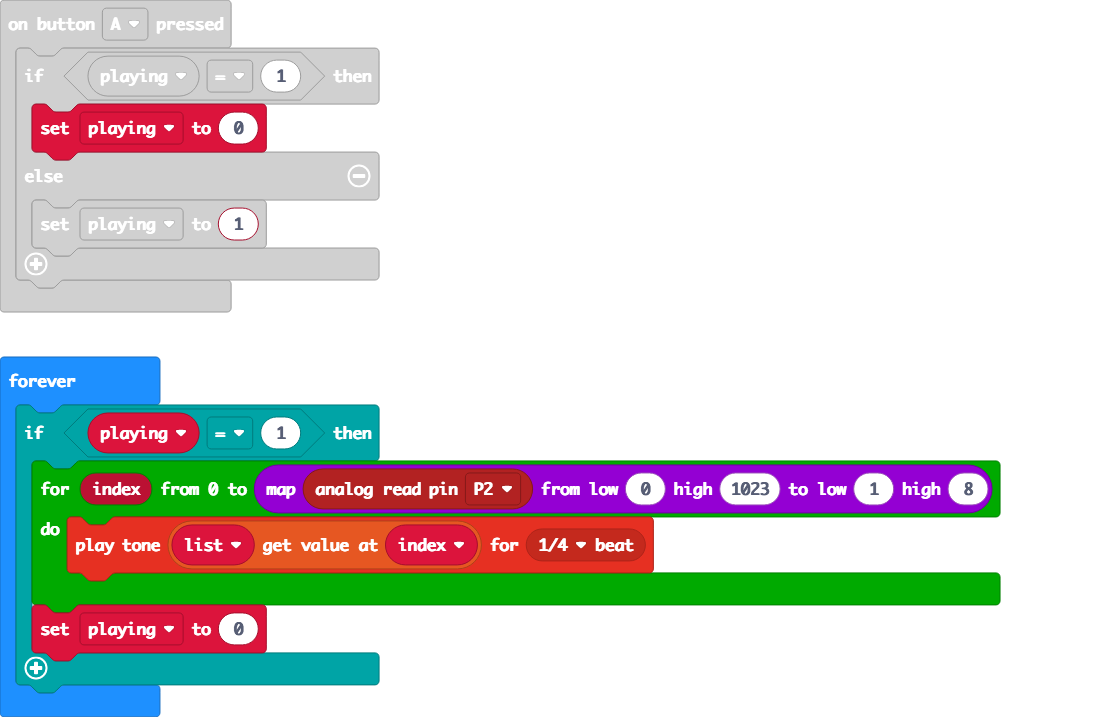 on button A pressed
if playing = 1 then
set playing to 0
else
set playing to 1
forever
if playing = 1 then
for index from 0 to map analog read pin P2 from low 0 high 1023 to low 1 high 8
do play tone list get value at index for 1/4 beat
set playing to 0